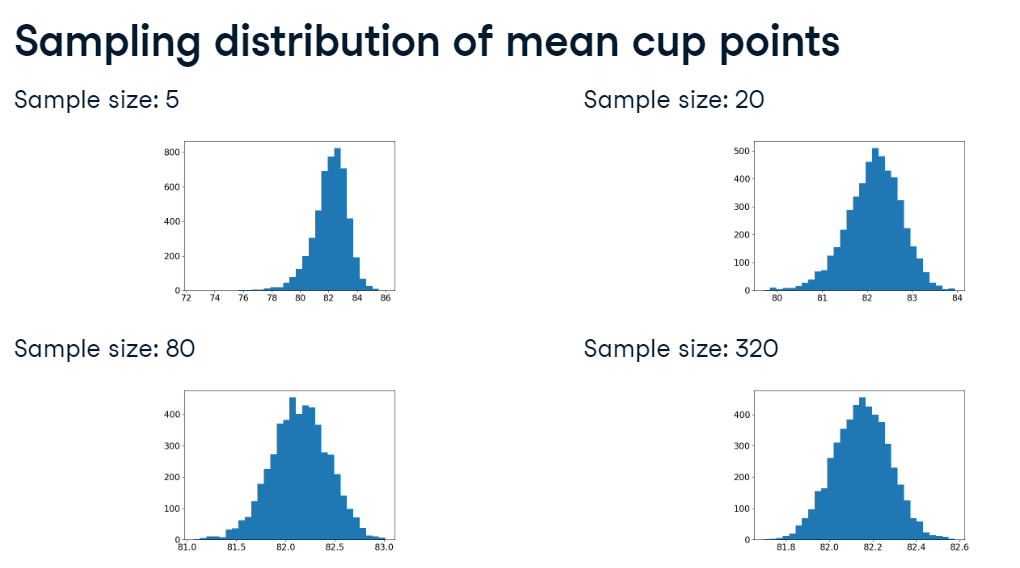 Sampling distribution of mean cup points
Sample size: 5
800
600
400
200
0
72 74 76 78 80 82 84 86
Sample size: 20
500
400
300
200
100
0
80 81 82 83 84
Sample size: 80
400
300
200
100
0
81.0 81.5 82.0 82.5 83.0
Sample size: 320
400
300
200
100
0
81.8 82.0 82.2 82.4 82.6